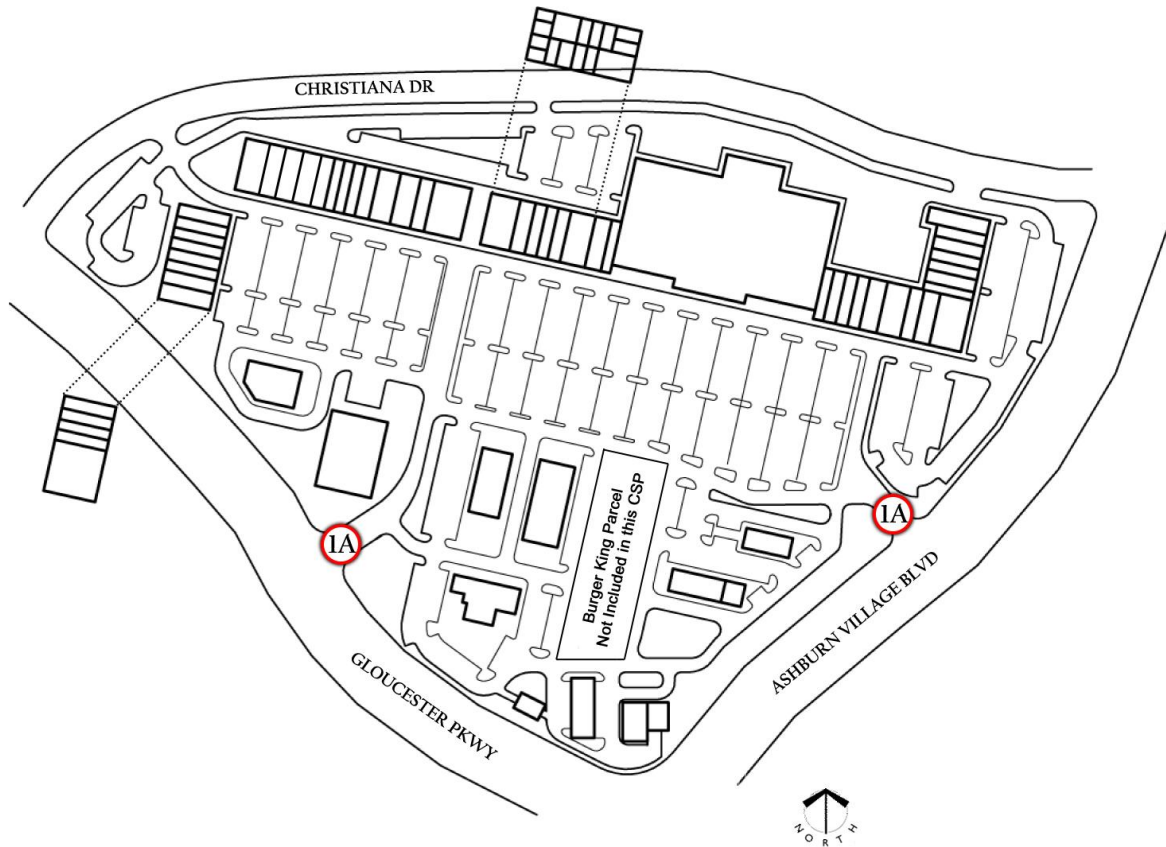 CHRISTIANA DR
1A
1A
Burger King Parcel
Not Included in this CSP
ASHBURN VILLAGE BLVD
GLOUCESTER PKWY
NORTH